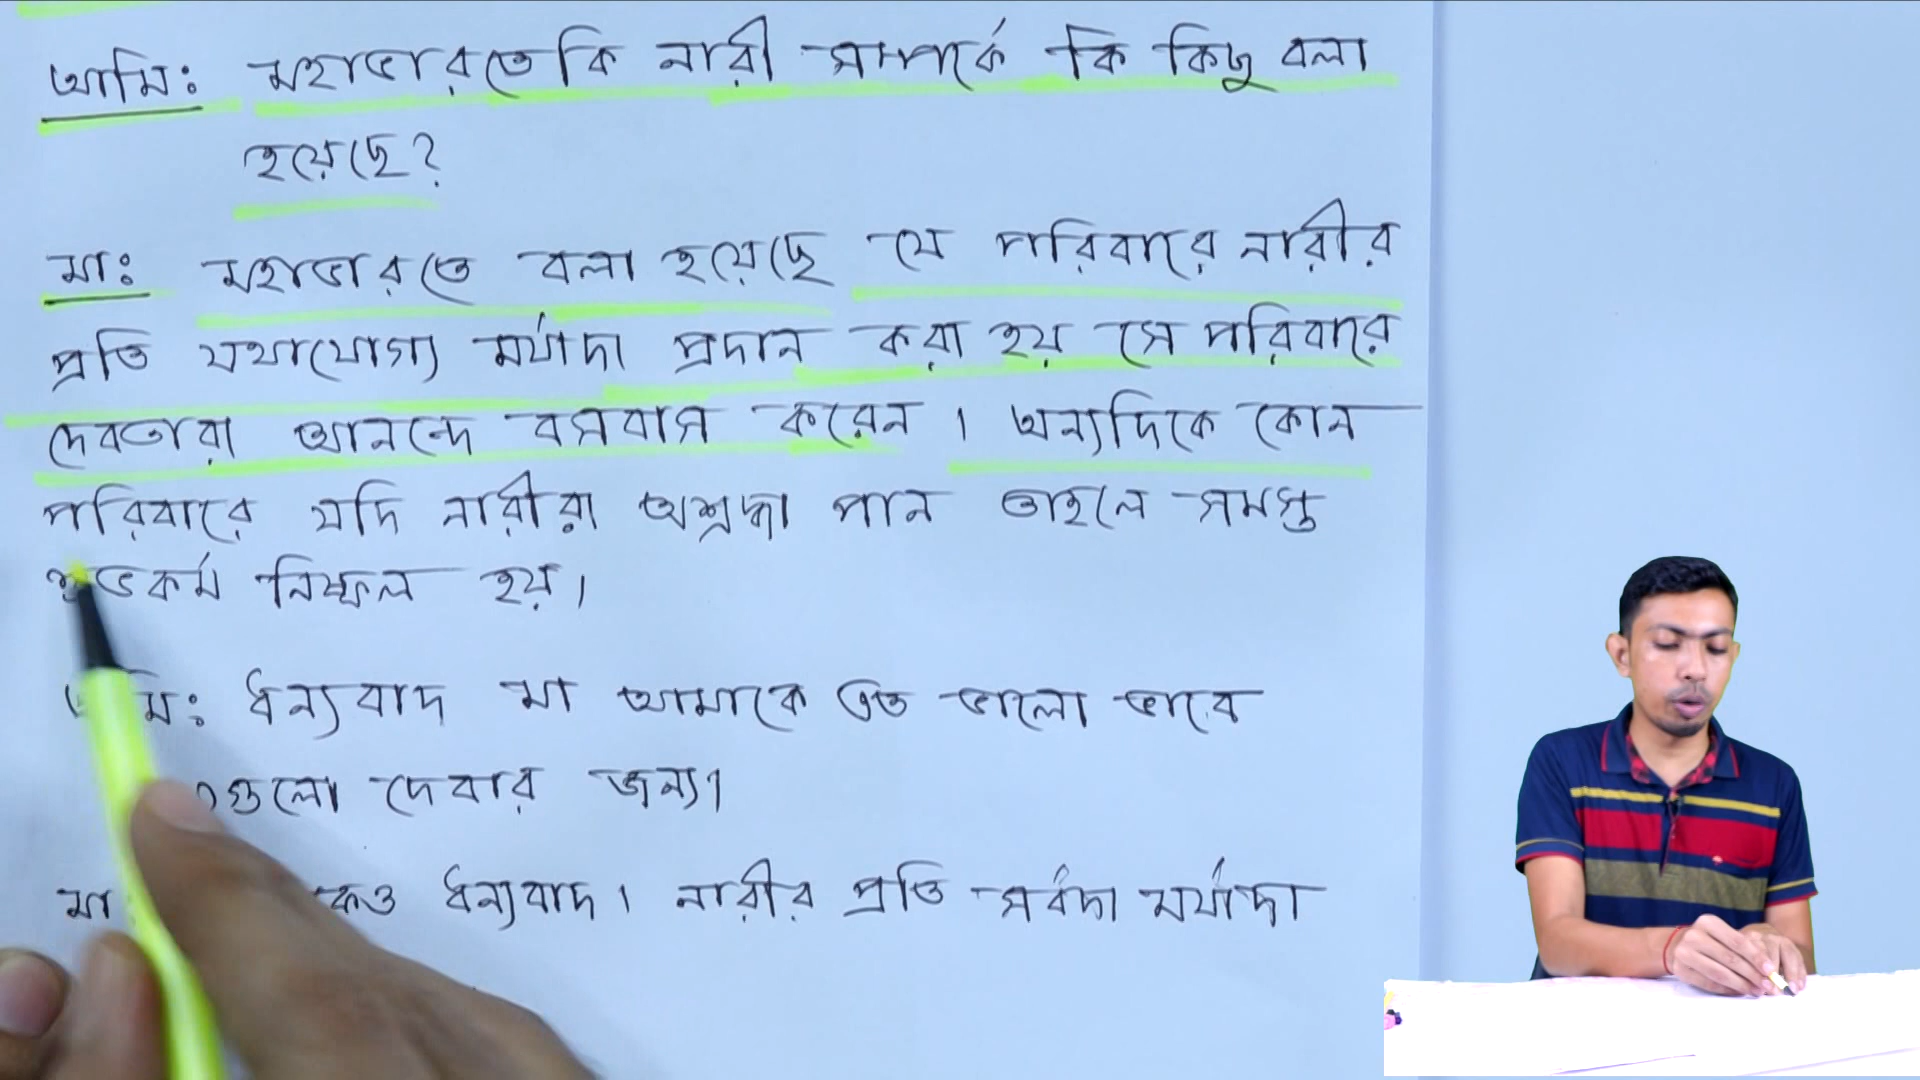 আমিঃ মহাভারতে কি নারী সম্পর্কে কি কিছু বলা
হয়েছে?
মাঃ মহাভারতে বলা হয়েছে যে পরিবারে নারীর
প্রতি যথাযোগ্য মর্যাদা প্রদান করা হয় সে পরিবারে
দেবতারা আনন্দে বসবাস করেন। অন্যদিকে কোন
পরিবারে যদি নারীরা অশ্রদ্ধা পান তাহলে সমস্ত
শুভকর্ম নিষ্ফল হয়।
ধন্যবাদ মা আমাকে এত ভালো ভাবে
দেবার জন্য।
মা ধন্যবাদ। নারীর প্রতি সর্বদা মর্যাদা